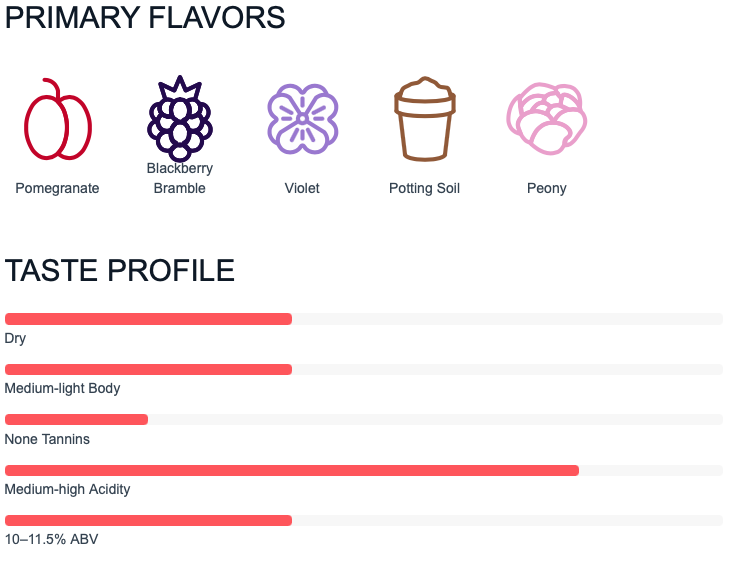 PRIMARY FLAVORS
Pomegranate
Blackberry
Bramble
Violet
Potting Soil
Peony
TASTE PROFILE
Dry
Medium-light Body
None Tannins
Medium-high Acidity
10–11.5% ABV